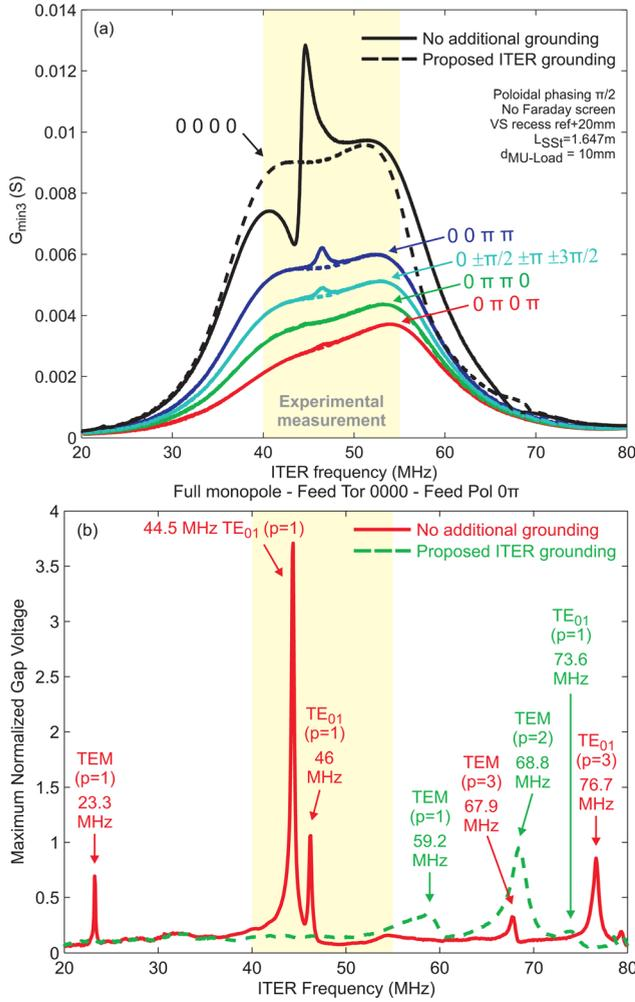 0.014
(a)
No additional grounding
Proposed ITER grounding
0.012
Poloidal phasing π/2
No Faraday screen
VS recess ref+20mm
L_SSt=1.647m
d_MU-Load = 10mm
0.01
0 0 0 0
0.008
G_min3 (S)
0.006
0 0 π π
0 ±π/2 ±π ±3π/2
0 π π 0
0 π 0 π
0.004
0.002
Experimental
measurement
0
20 30 40 50 60 70 80
ITER frequency (MHz)
Full monopole - Feed Tor 0000 - Feed Pol 0π
4
(b)
44.5 MHz TE01 (p=1)
No additional grounding
Proposed ITER grounding
3.5
3
TE01
(p=1)
73.6
MHz
2.5
Maximum Normalized Gap Voltage
2
TE01
(p=1)
46
MHz
TEM
(p=2)
68.8
MHz
TE01
(p=3)
76.7
MHz
TEM
(p=1)
23.3
MHz
TEM
(p=3)
67.9
MHz
1.5
TEM
(p=1)
59.2
MHz
1
0.5
0
20 30 40 50 60 70 80
ITER Frequency (MHz)